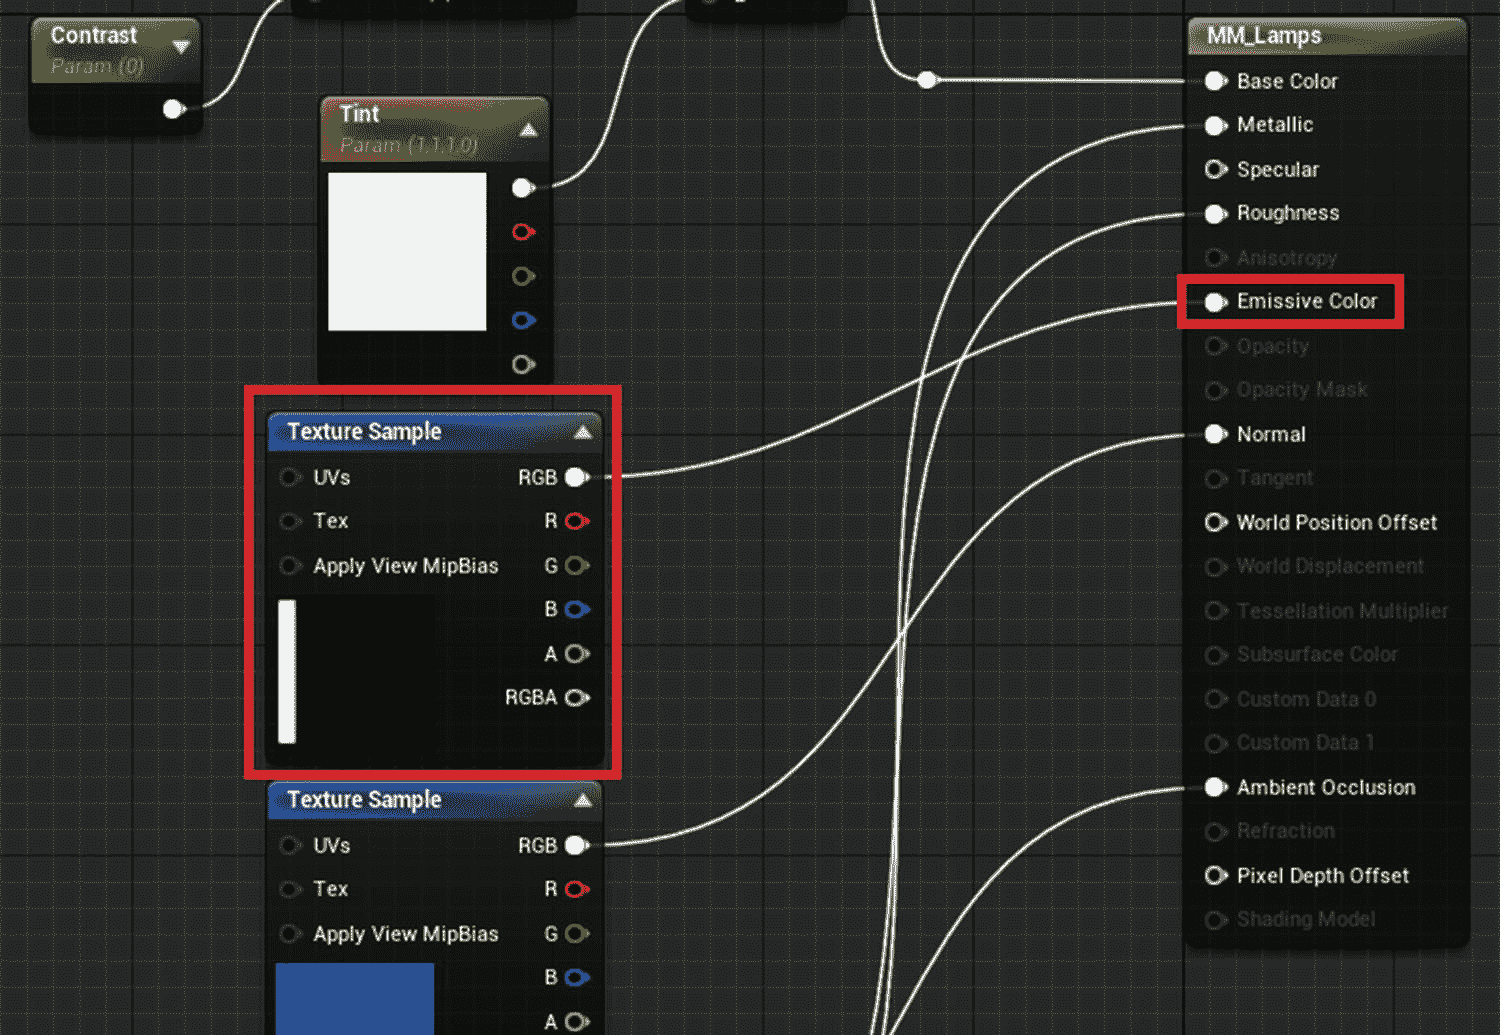 Contrast
Param (0)
Tint
Param (1,1,1,0)
Texture Sample
UVs
RGB
Tex
R
Apply View MipBias
G
B
A
RGBA
Texture Sample
UVs
RGB
Tex
R
Apply View MipBias
G
B
A
MM_Lamps
Base Color
Metallic
Specular
Roughness
Anisotropy
Emissive Color
Opacity
Opacity Mask
Normal
Tangent
World Position Offset
World Displacement
Tessellation Multiplier
Subsurface Color
Custom Data 0
Custom Data 1
Ambient Occlusion
Refraction
Pixel Depth Offset
Shading Model